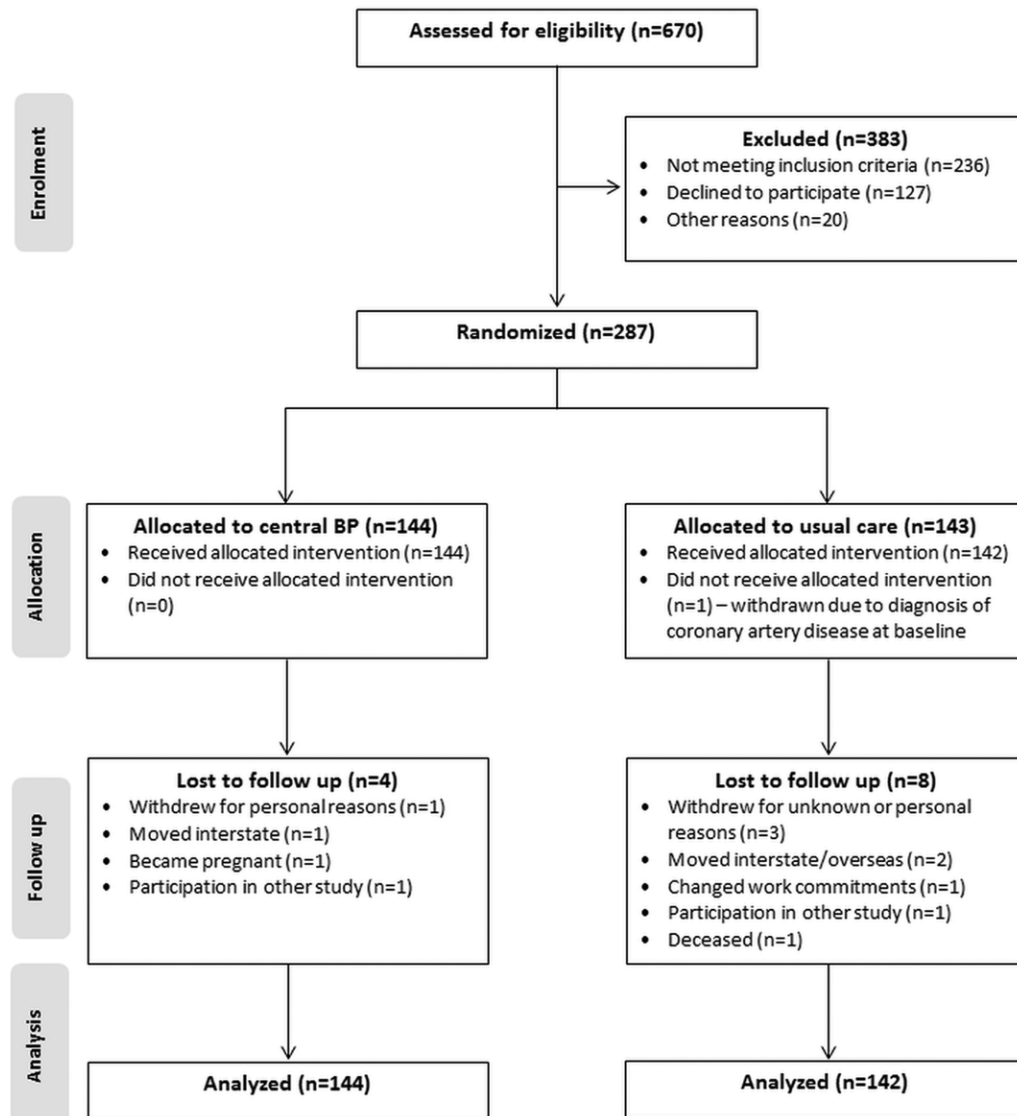 Assessed for eligibility (n=670)
Enrolment
Excluded (n=383)
• Not meeting inclusion criteria (n=236)
• Declined to participate (n=127)
• Other reasons (n=20)
Randomized (n=287)
Allocation
Allocated to central BP (n=144)
• Received allocated intervention (n=144)
• Did not receive allocated intervention
(n=0)
Allocated to usual care (n=143)
• Received allocated intervention (n=142)
• Did not receive allocated intervention
(n=1) – withdrawn due to diagnosis of
coronary artery disease at baseline
Follow up
Lost to follow up (n=4)
• Withdrew for personal reasons (n=1)
• Moved interstate (n=1)
• Became pregnant (n=1)
• Participation in other study (n=1)
Lost to follow up (n=8)
• Withdrew for unknown or personal
reasons (n=3)
• Moved interstate/overseas (n=2)
• Changed work commitments (n=1)
• Participation in other study (n=1)
• Deceased (n=1)
Analysis
Analyzed (n=144)
Analyzed (n=142)